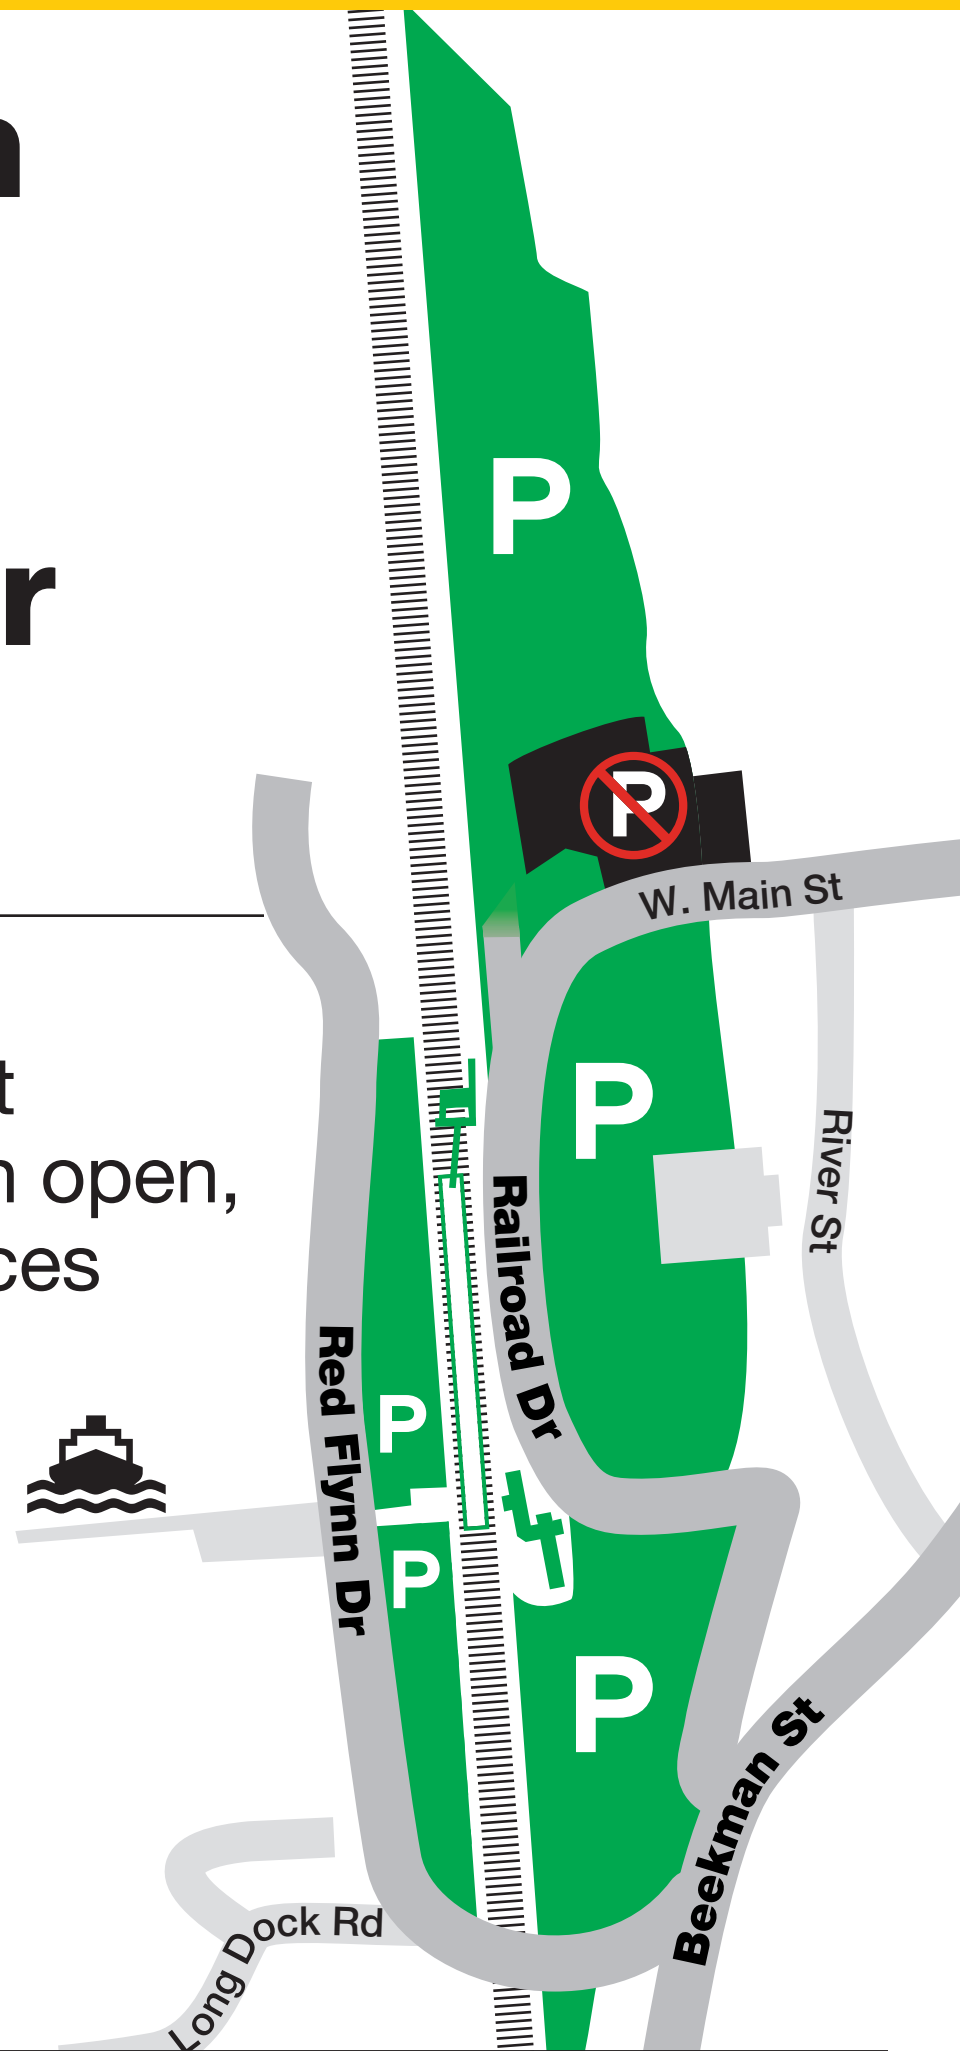 n
r
P
P
W. Main St
P
River St
t
n open,
ces
Railroad Dr
Red Flynn Dr
P
P
P
Beekman St
Long Dock Rd